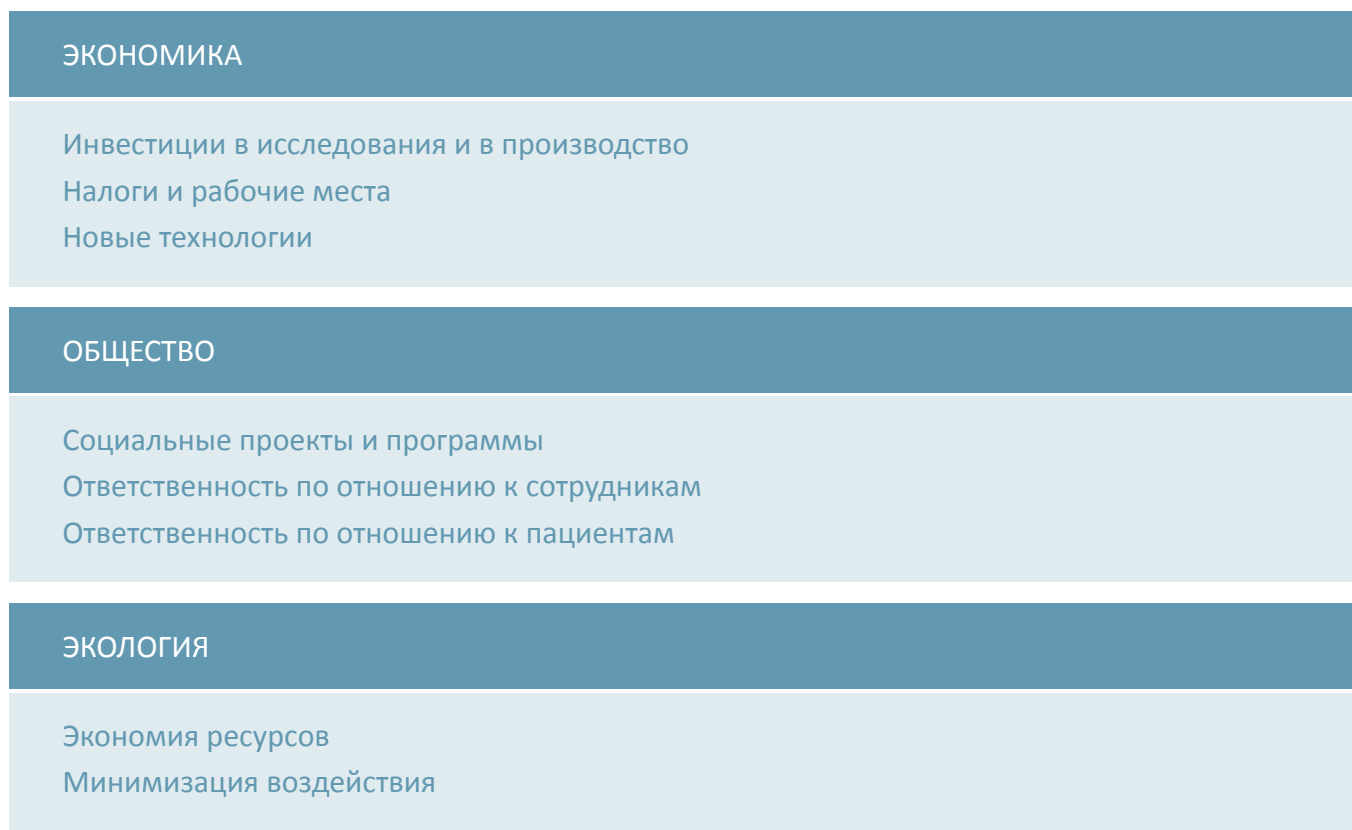 ЭКОНОМИКА
Инвестиции в исследования и в производство
Налоги и рабочие места
Новые технологии
ОБЩЕСТВО
Социальные проекты и программы
Ответственность по отношению к сотрудникам
Ответственность по отношению к пациентам
ЭКОЛОГИЯ
Экономия ресурсов
Минимизация воздействия